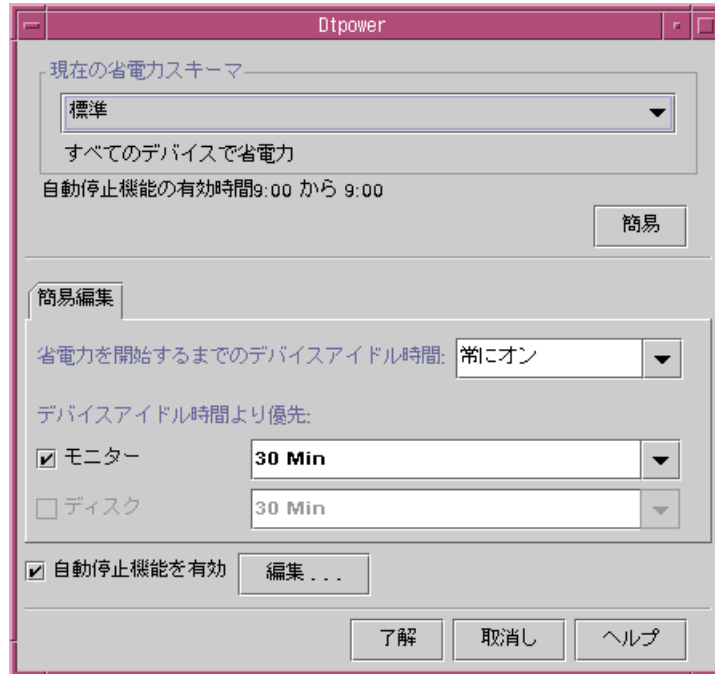 Dtpower
現在の省電力スキーマ
標準
すべてのデバイスで省電力
自動停止機能の有効時間9:00 から 9:00
簡易
簡易編集
省電力を開始するまでのデバイスアイドル時間: 常にオン
デバイスアイドル時間より優先:
モニター 30 Min
ディスク 30 Min
自動停止機能を有効 編集 . . .
了解 取消し ヘルプ